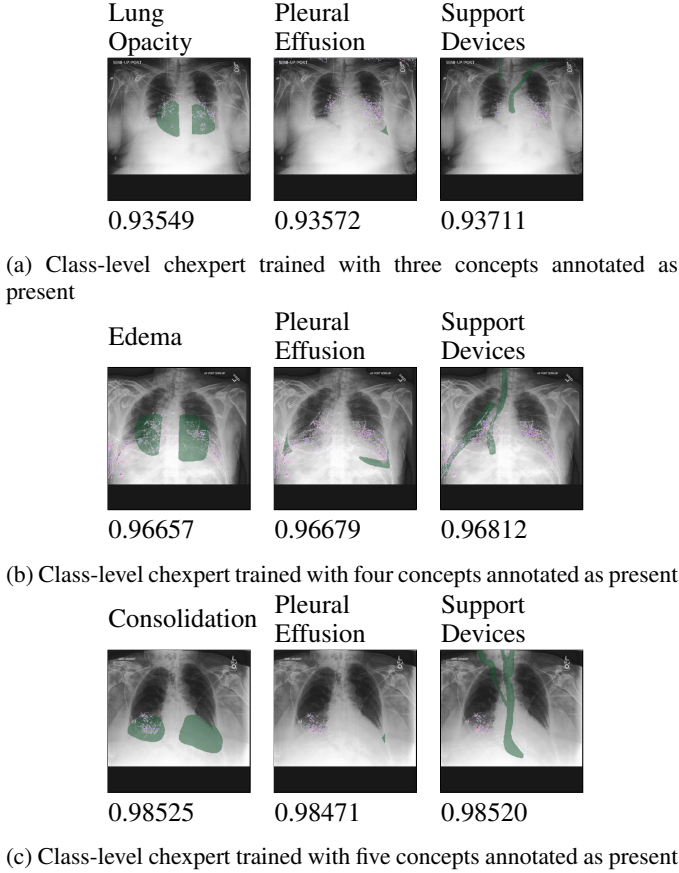 Lung Opacity
Pleural Effusion
Support Devices
0.93549
0.93572
0.93711
(a) Class-level chexpert trained with three concepts annotated as
present
Edema
Pleural Effusion
Support Devices
0.96657
0.96679
0.96812
(b) Class-level chexpert trained with four concepts annotated as present
Consolidation
Pleural Effusion
Support Devices
0.98525
0.98471
0.98520
(c) Class-level chexpert trained with five concepts annotated as present